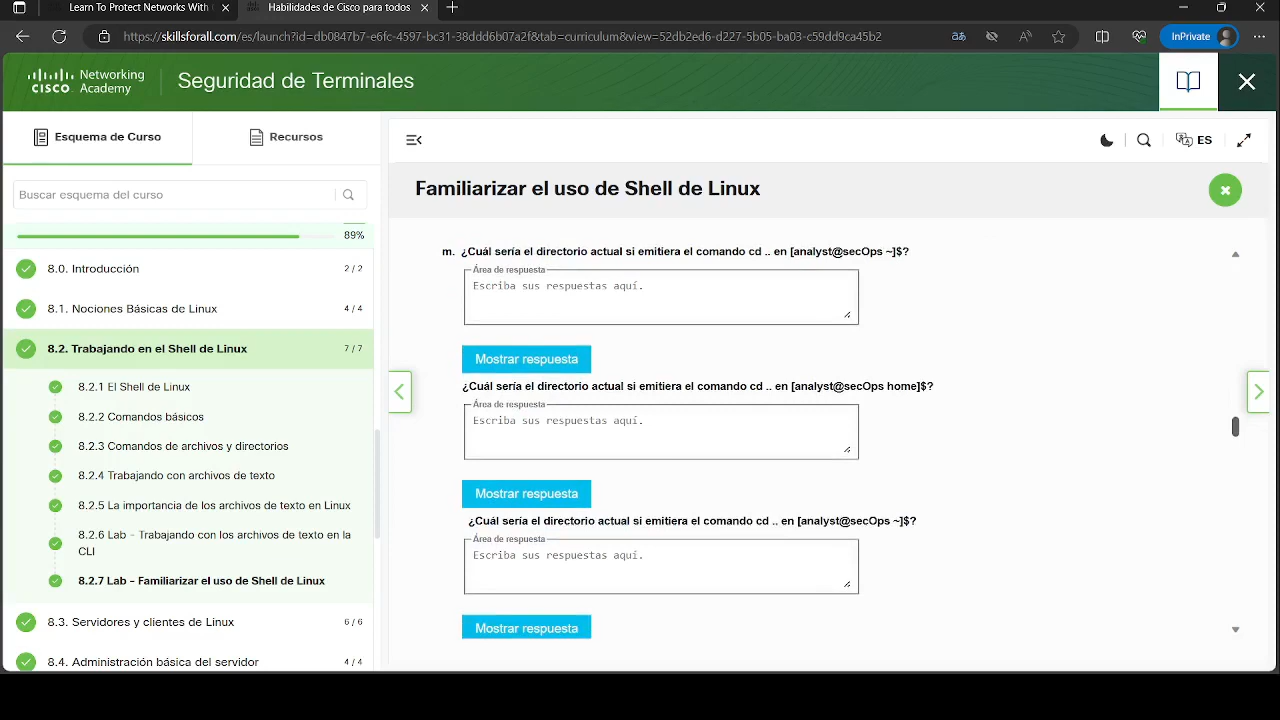 Learn To Protect Networks With
Habilidades de Cisco para todos
https://skillsforall.com/es/launch?id=db0847b7-e6fc-4597-bc31-38ddd6b07a2f&tab=curriculum&view=52db2ed6-d227-5b05-ba03-c59dd9ca45b2
InPrivate
CISCO
Networking
Academy
Seguridad de Terminales
Esquema de Curso
Recursos
ES
Buscar esquema del curso
89%
8.0. Introducción 2 / 2
8.1. Nociones Básicas de Linux 4 / 4
8.2. Trabajando en el Shell de Linux 7 / 7
8.2.1 El Shell de Linux
8.2.2 Comandos básicos
8.2.3 Comandos de archivos y directorios
8.2.4 Trabajando con archivos de texto
8.2.5 La importancia de los archivos de texto en Linux
8.2.6 Lab - Trabajando con los archivos de texto en la
CLI
8.2.7 Lab - Familiarizar el uso de Shell de Linux
8.3. Servidores y clientes de Linux 6 / 6
8.4. Administración básica del servidor 4 / 4
Familiarizar el uso de Shell de Linux
m. ¿Cuál sería el directorio actual si emitiera el comando cd .. en [analyst@secOps ~]$?
Área de respuesta
Escriba sus respuestas aquí.
Mostrar respuesta
¿Cuál sería el directorio actual si emitiera el comando cd .. en [analyst@secOps home]$?
Área de respuesta
Escriba sus respuestas aquí.
Mostrar respuesta
¿Cuál sería el directorio actual si emitiera el comando cd .. en [analyst@secOps ~]$?
Área de respuesta
Escriba sus respuestas aquí.
Mostrar respuesta